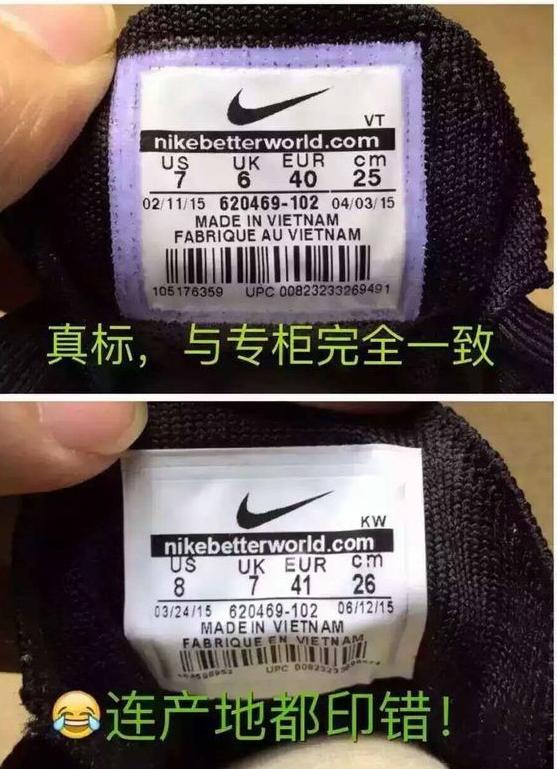 VT
nikebetterworld.com
US UK EUR cm
7 6 40 25
02/11/15 620469-102 04/03/15
MADE IN VIETNAM
FABRIQUE AU VIETNAM
105176359 UPC 00823233269491
真标，与专柜完全一致
KW
nikebetterworld.com
US UK EUR cm
8 7 41 26
03/24/15 620469-102 06/12/15
MADE IN VIETNAM
FABRIQUE EN VIETNAM
UPC
连产地都印错！